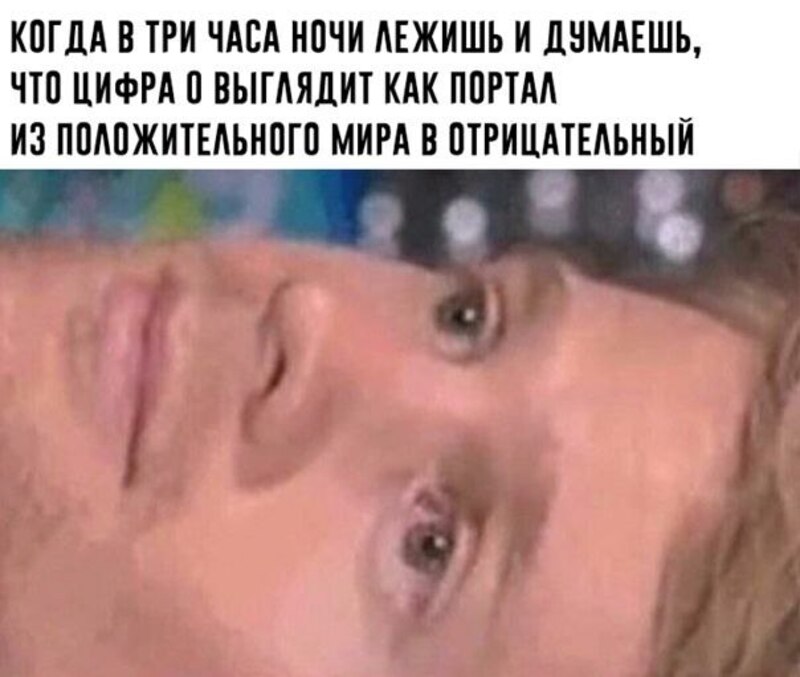 КОГДА В ТРИ ЧАСА НОЧИ ЛЕЖИШЬ И ДУМАЕШЬ,
ЧТО ЦИФРА 0 ВЫГЛЯДИТ КАК ПОРТАЛ
ИЗ ПОЛОЖИТЕЛЬНОГО МИРА В ОТРИЦАТЕЛЬНЫЙ